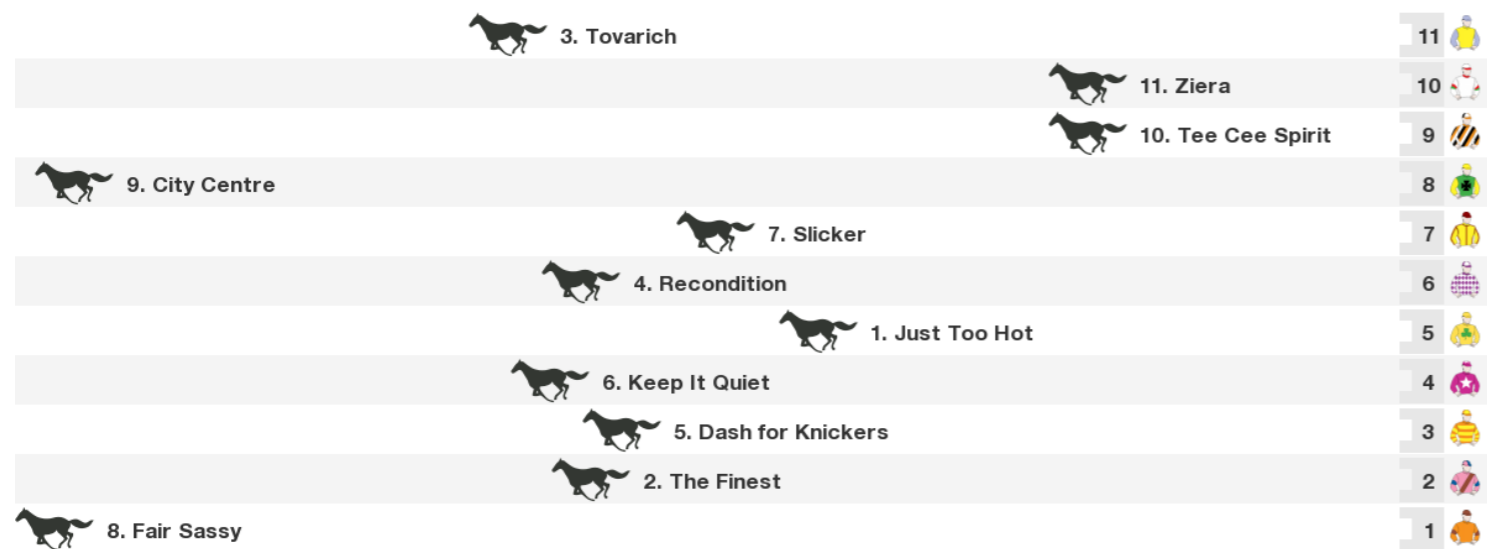 3. Tovarich 11
11. Ziera 10
10. Tee Cee Spirit 9
9. City Centre 8
7. Slicker 7
4. Recondition 6
1. Just Too Hot 5
6. Keep It Quiet 4
5. Dash for Knickers 3
2. The Finest 2
8. Fair Sassy 1